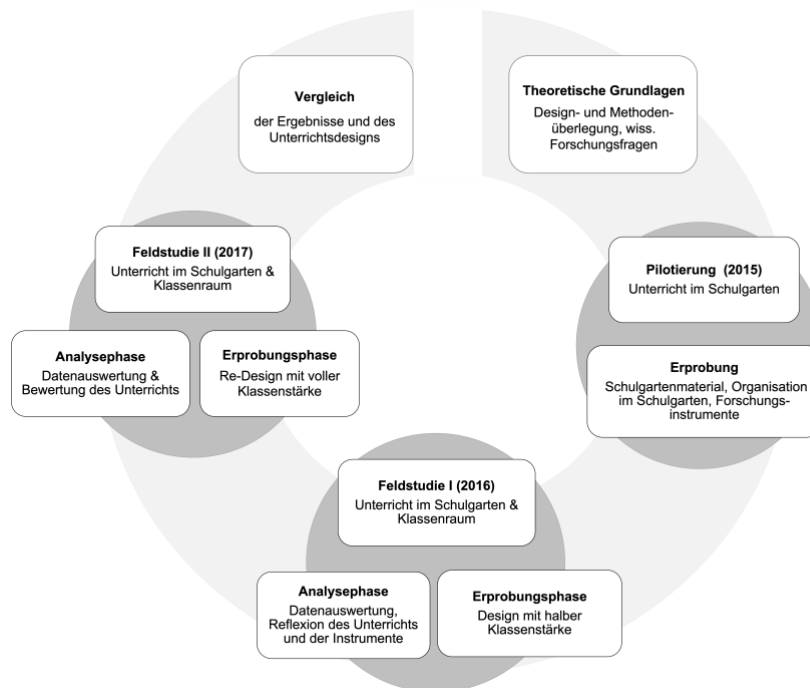 Vergleich
der Ergebnisse und des
Unterrichtsdesigns
Theoretische Grundlagen
Design- und Methoden-
überlegung, wiss.
Forschungsfragen
Feldstudie II (2017)
Unterricht im Schulgarten &
Klassenraum
Analysephase
Datenauswertung &
Bewertung des Unterrichts
Erprobungsphase
Re-Design mit voller
Klassenstärke
Pilotierung (2015)
Unterricht im Schulgarten
Erprobung
Schulgartenmaterial, Organisation
im Schulgarten, Forschungs-
instrumente
Feldstudie I (2016)
Unterricht im Schulgarten &
Klassenraum
Analysephase
Datenauswertung,
Reflexion des Unterrichts
und der Instrumente
Erprobungsphase
Design mit halber
Klassenstärke